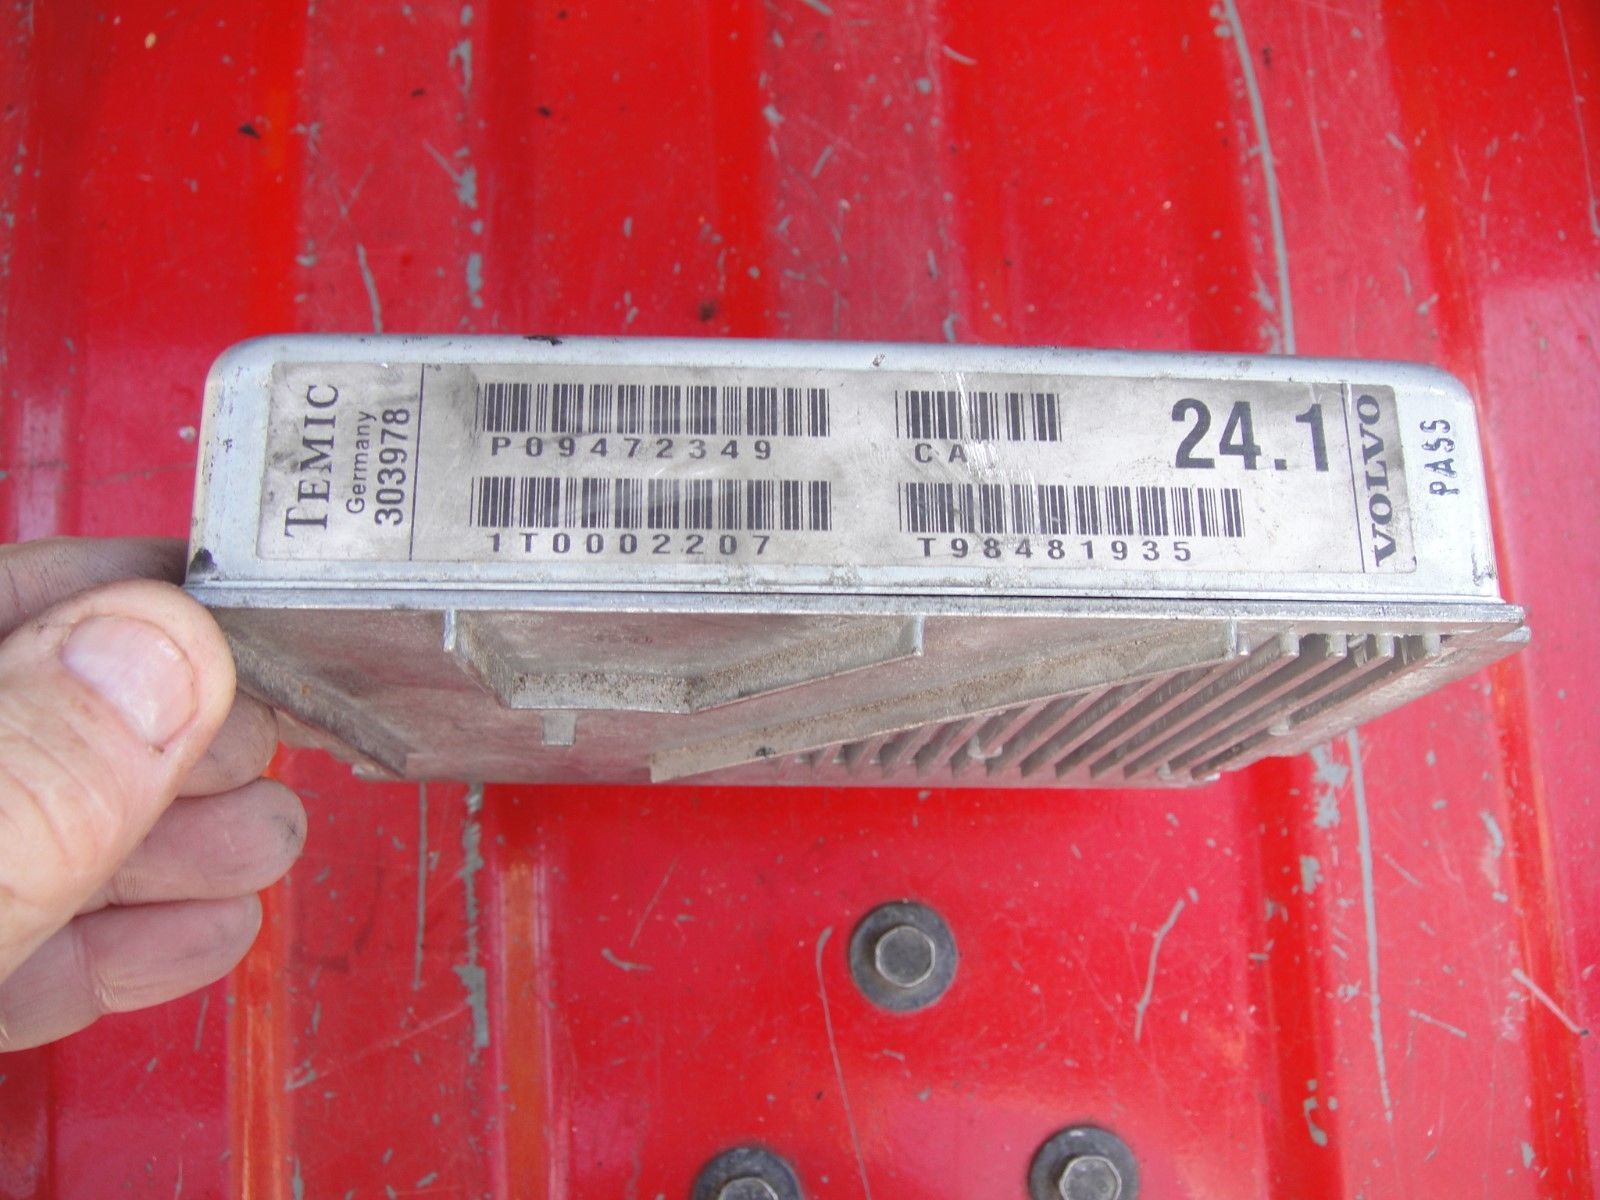 TEMIC
Germany
303978
P09472349
CA
24.1
1T0002207
T98481935
VOLVO
PASS